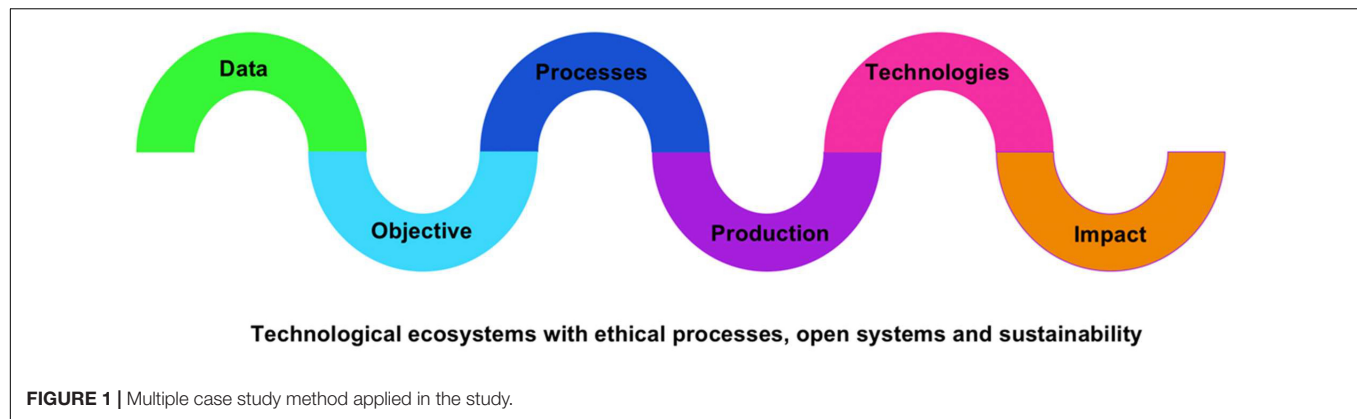 Data
Processes
Technologies
Objective
Production
Impact
Technological ecosystems with ethical processes, open systems and sustainability
FIGURE 1 | Multiple case study method applied in the study.